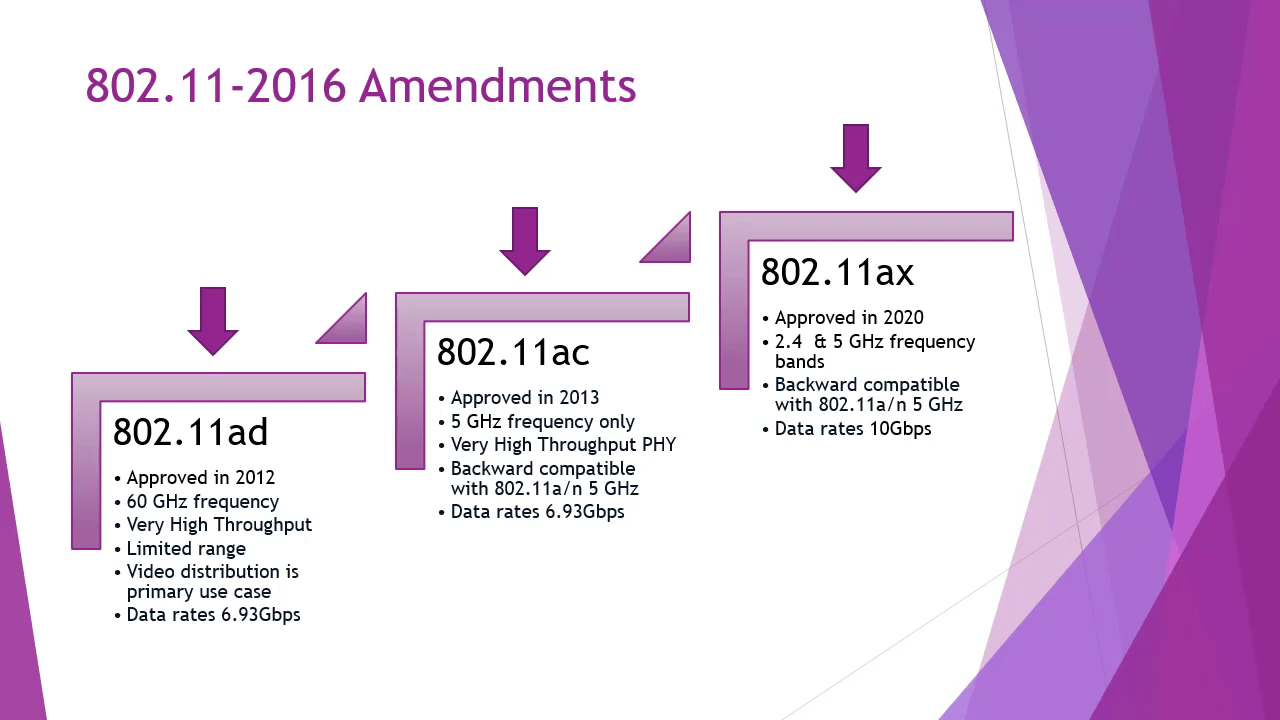 802.11-2016 Amendments
802.11ad
• Approved in 2012
• 60 GHz frequency
• Very High Throughput
• Limited range
• Video distribution is
primary use case
• Data rates 6.93Gbps
802.11ac
• Approved in 2013
• 5 GHz frequency only
• Very High Throughput PHY
• Backward compatible
with 802.11a/n 5 GHz
• Data rates 6.93Gbps
802.11ax
• Approved in 2020
• 2.4  & 5 GHz frequency
bands
• Backward compatible
with 802.11a/n 5 GHz
• Data rates 10Gbps